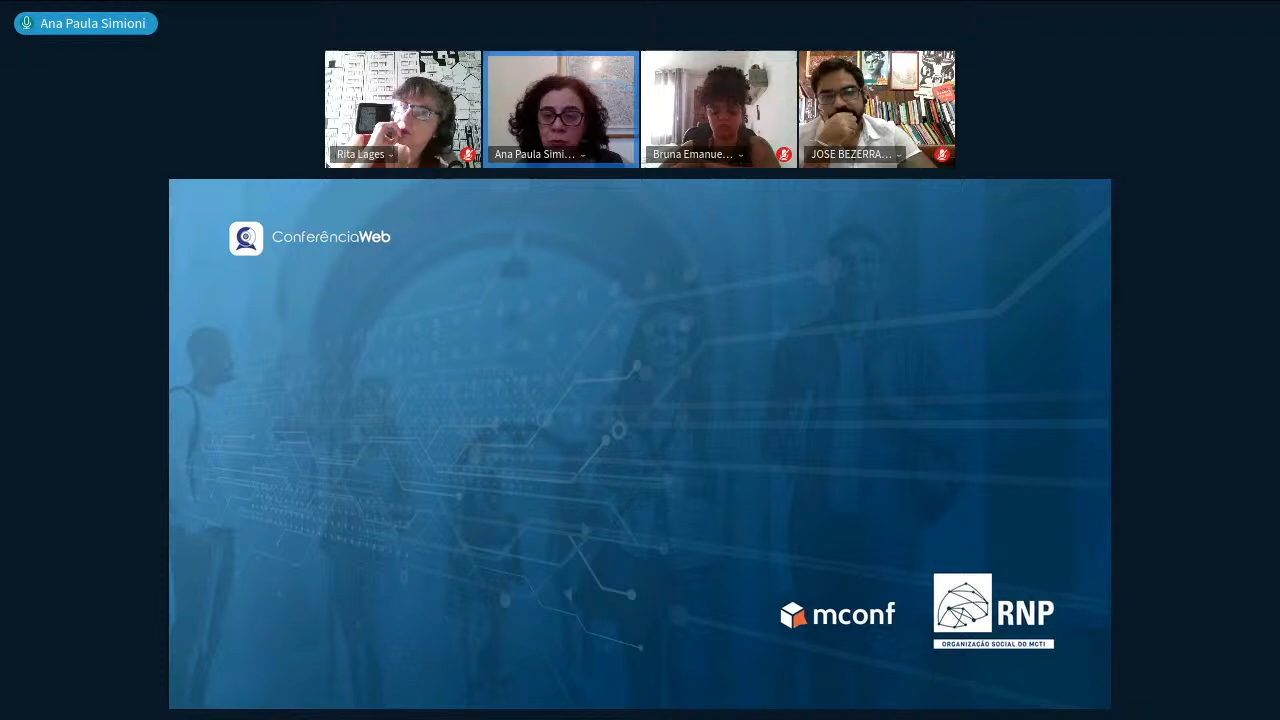 Ana Paula Simioni
Rita Lages
Ana Paula Simi...
Bruna Emanue...
JOSE BEZERRA...
ConferênciaWeb
mconf
RNP
ORGANIZAÇÃO SOCIAL DO MCTI